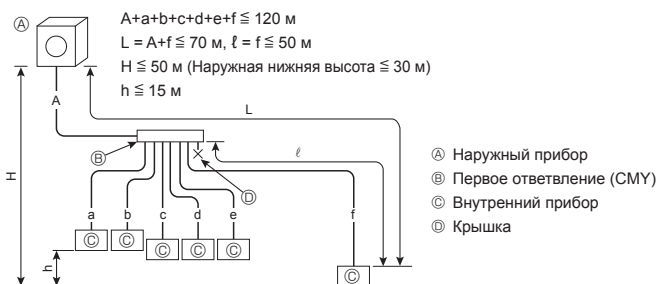 Ⓐ
A+a+b+c+d+e+f ≦ 120 м
L = A+f ≦ 70 м, ℓ = f ≦ 50 м
H ≦ 50 м (Наружная нижняя высота ≦ 30 м)
h ≦ 15 м
A
L
H
Ⓑ
ℓ
Ⓓ
a
b
c
d
e
f
Ⓒ
Ⓒ
Ⓒ
Ⓒ
Ⓒ
h
Ⓒ
Ⓐ Наружный прибор
Ⓑ Первое ответвление (CMY)
Ⓒ Внутренний прибор
Ⓓ Крышка